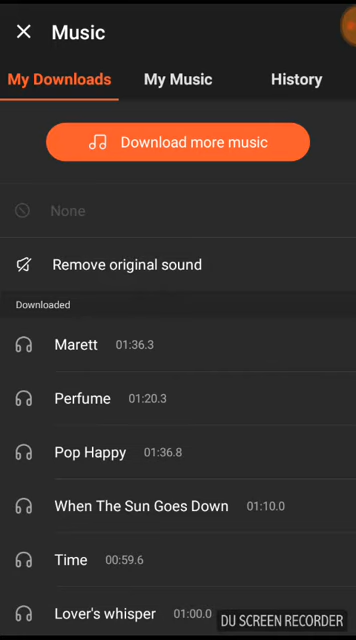 Music
My Downloads My Music History
Download more music
None
Remove original sound
Downloaded
Marett 01:36.3
Perfume 01:20.3
Pop Happy 01:36.8
When The Sun Goes Down 01:10.0
Time 00:59.6
Lover's whisper 01:00.0
DU SCREEN RECORDER